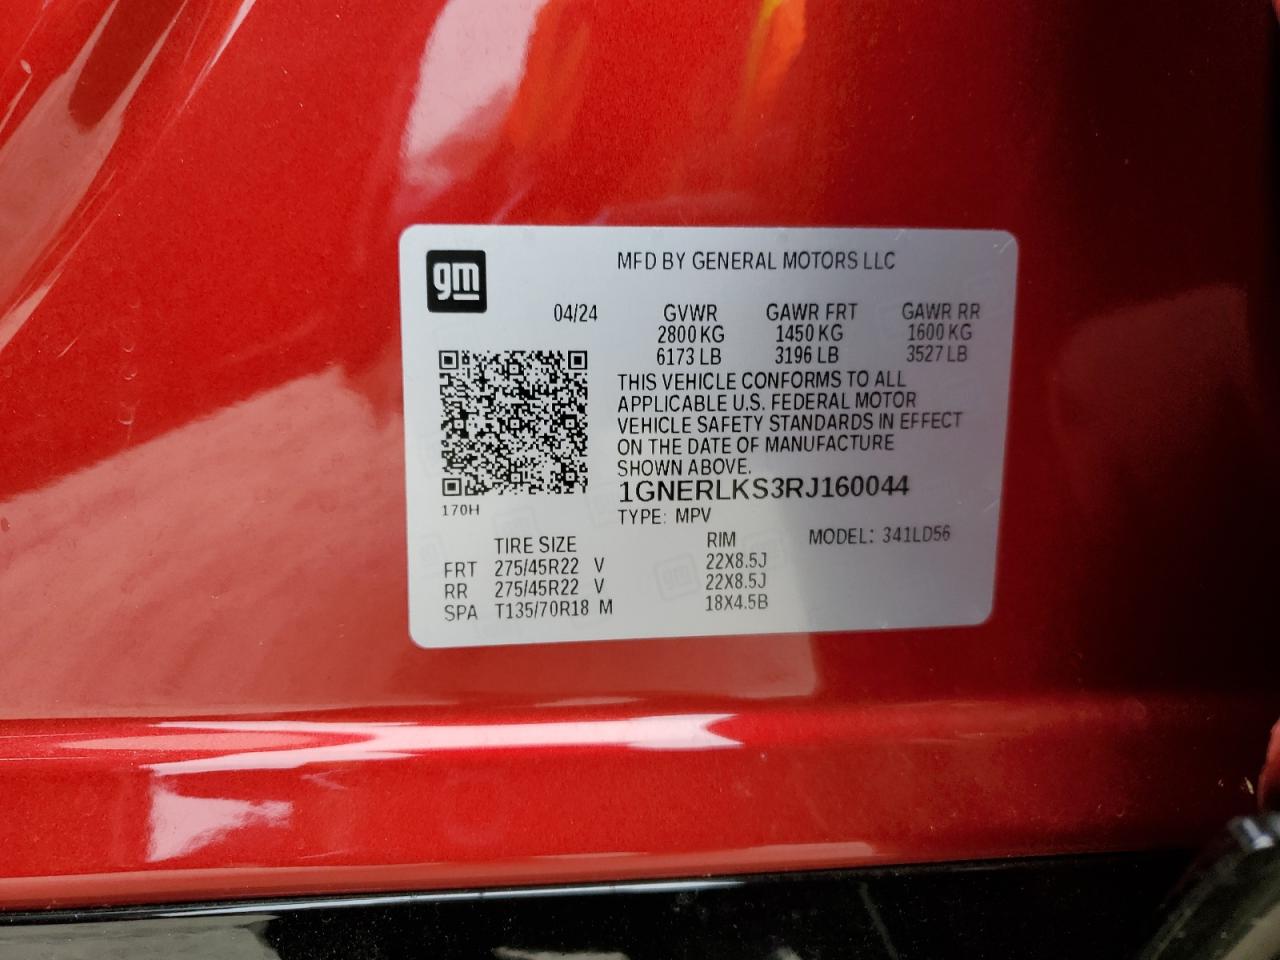 gm
MFD BY GENERAL MOTORS LLC
04/24 GVWR GAWR FRT GAWR RR
2800 KG 1450 KG 1600 KG
6173 LB 3196 LB 3527 LB
THIS VEHICLE CONFORMS TO ALL
APPLICABLE U.S. FEDERAL MOTOR
VEHICLE SAFETY STANDARDS IN EFFECT
ON THE DATE OF MANUFACTURE
SHOWN ABOVE.
1GNERLKS3RJ160044
170H
TYPE: MPV
TIRE SIZE RIM MODEL: 341LD56
FRT 275/45R22 V 22X8.5J
RR 275/45R22 V 22X8.5J
SPA T135/70R18 M 18X4.5B